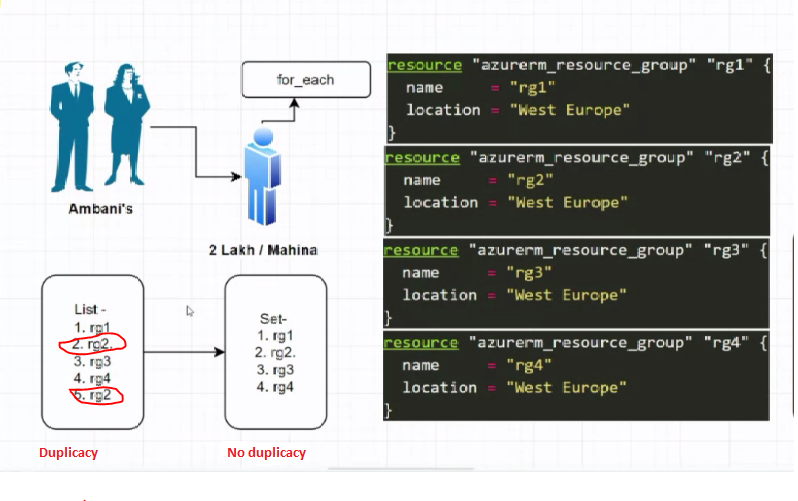 for_each
Ambani's
2 Lakh / Mahina
List -
1. rg1
2. rg2.
3. rg3
4. rg4
5. rg2
Duplicacy
Set-
1. rg1
2. rg2.
3. rg3
4. rg4
No duplicacy
resource "azurerm_resource_group" "rg1" {
name = "rg1"
location = "West Europe"
}
resource "azurerm_resource_group" "rg2" {
name = "rg2"
location = "West Europe"
}
resource "azurerm_resource_group" "rg3" {
name = "rg3"
location = "West Europe"
}
resource "azurerm_resource_group" "rg4" {
name = "rg4"
location = "West Europe"
}